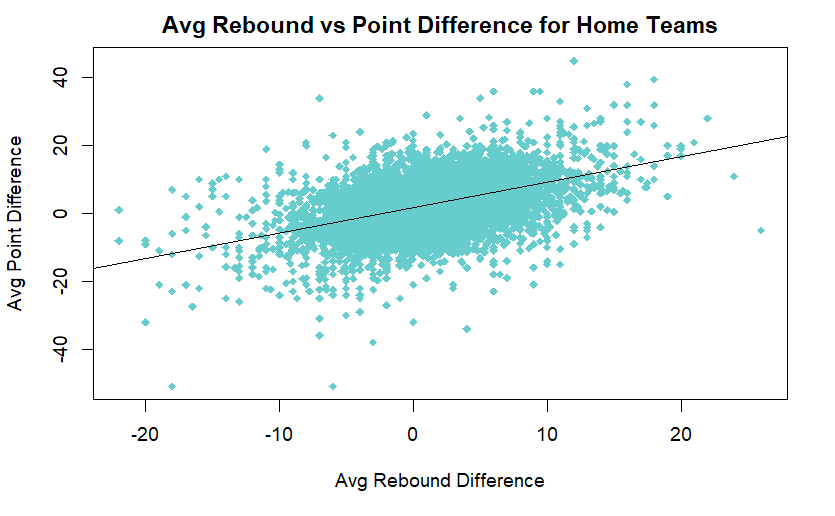 Avg Rebound vs Point Difference for Home Teams
Avg Point Difference
40
20
0
-20
-40
-20 -10 0 10 20
Avg Rebound Difference